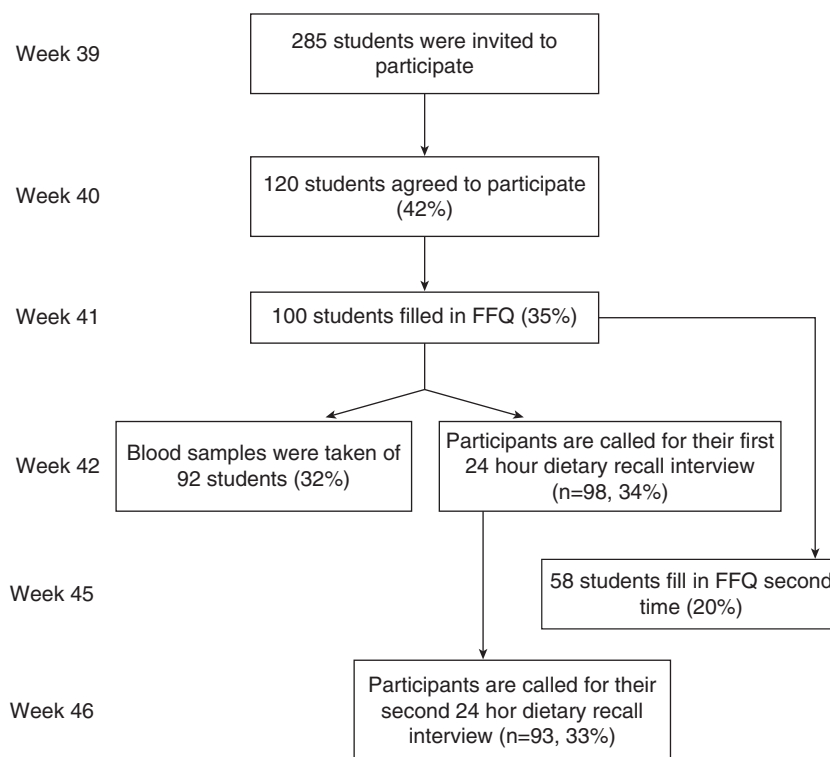 Week 39
285 students were invited to
participate
Week 40
120 students agreed to participate
(42%)
Week 41
100 students filled in FFQ (35%)
Week 42
Blood samples were taken of
92 students (32%)
Participants are called for their first
24 hour dietary recall interview
(n=98, 34%)
Week 45
58 students fill in FFQ second
time (20%)
Week 46
Participants are called for their
second 24 hor dietary recall
interview (n=93, 33%)